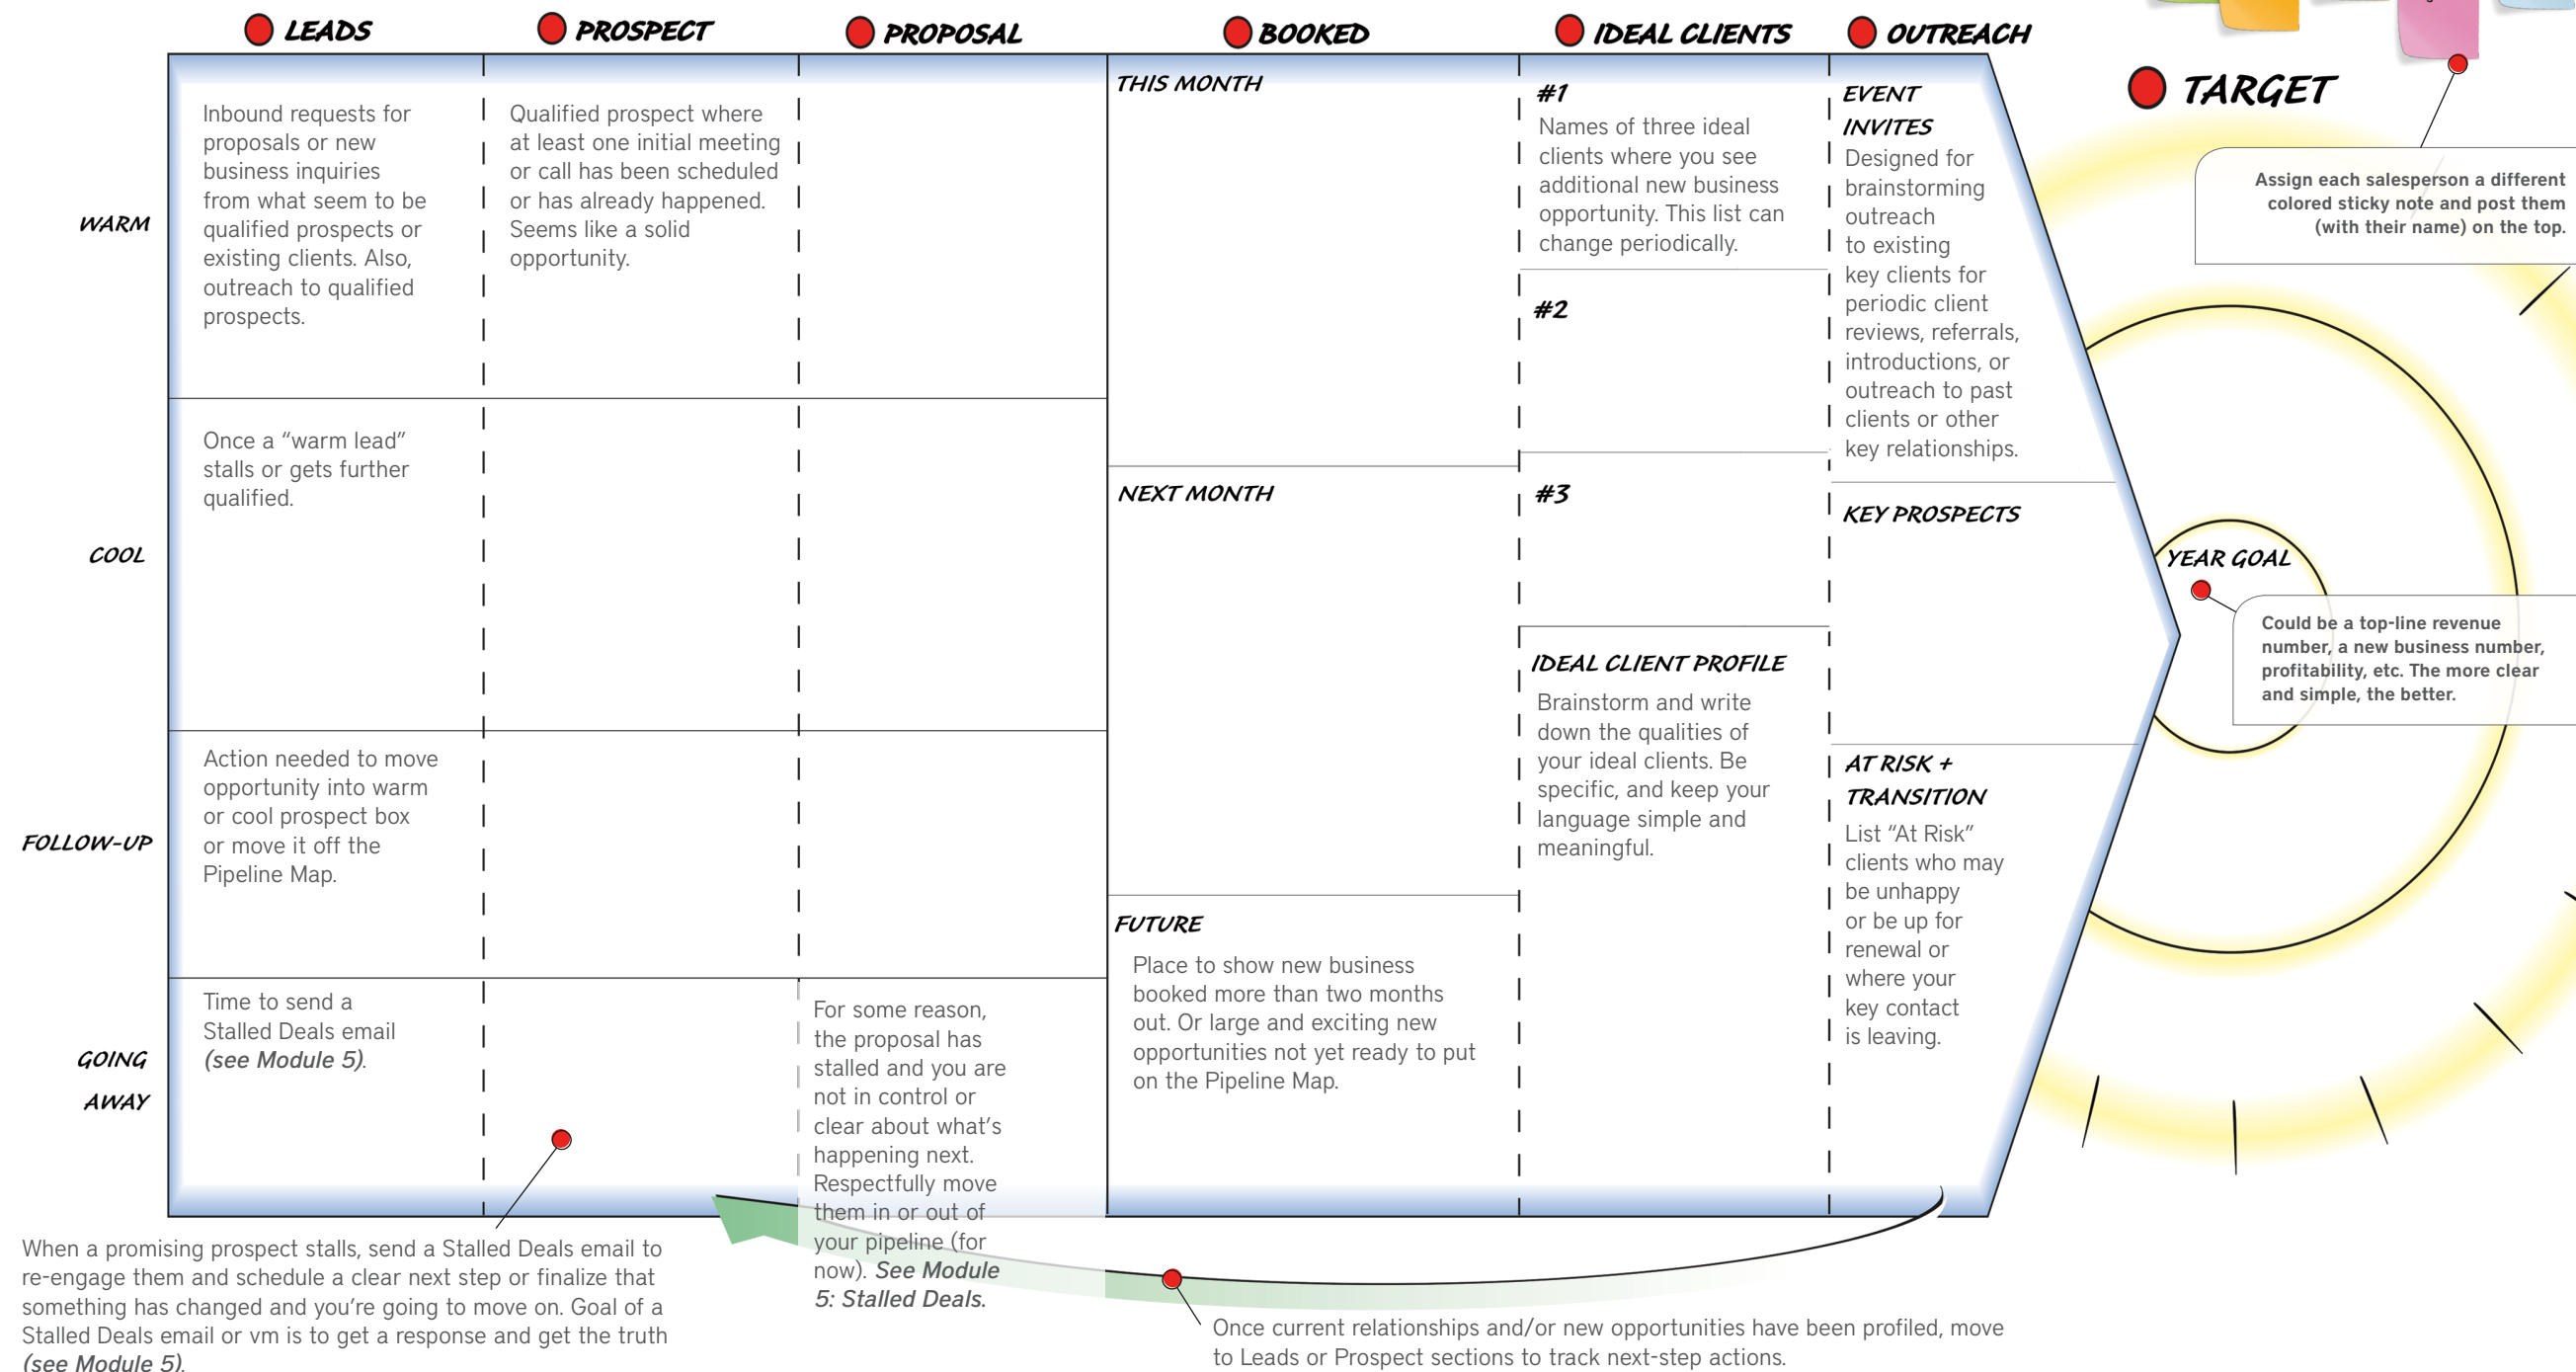 LEADS
PROSPECT
PROPOSAL
BOOKED
IDEAL CLIENTS
OUTREACH
TARGET
Assign each salesperson a different
colored sticky note and post them
(with their name) on the top.
WARM
Inbound requests for
proposals or new
business inquiries
from what seem to be
qualified prospects or
existing clients. Also,
outreach to qualified
prospects.
Qualified prospect where
at least one initial meeting
or call has been scheduled
or has already happened.
Seems like a solid
opportunity.
COOL
Once a “warm lead”
stalls or gets further
qualified.
FOLLOW-UP
Action needed to move
opportunity into warm
or cool prospect box
or move it off the
Pipeline Map.
GOING
AWAY
Time to send a
Stalled Deals email
(see Module 5).
For some reason,
the proposal has
stalled and you are
not in control or
clear about what’s
happening next.
Respectfully move
them in or out of
your pipeline (for
now). See Module
5: Stalled Deals.
THIS MONTH
NEXT MONTH
FUTURE
Place to show new business
booked more than two months
out. Or large and exciting new
opportunities not yet ready to put
on the Pipeline Map.
#1
Names of three ideal
clients where you see
additional new business
opportunity. This list can
change periodically.
#2
#3
IDEAL CLIENT PROFILE
Brainstorm and write
down the qualities of
your ideal clients. Be
specific, and keep your
language simple and
meaningful.
EVENT
INVITES
Designed for
brainstorming
outreach
to existing
key clients for
periodic client
reviews, referrals,
introductions, or
outreach to past
clients or other
key relationships.
KEY PROSPECTS
AT RISK +
TRANSITION
List “At Risk”
clients who may
be unhappy
or be up for
renewal or
where your
key contact
is leaving.
YEAR GOAL
Could be a top-line revenue
number, a new business number,
profitability, etc. The more clear
and simple, the better.
When a promising prospect stalls, send a Stalled Deals email to
re-engage them and schedule a clear next step or finalize that
something has changed and you’re going to move on. Goal of a
Stalled Deals email or vm is to get a response and get the truth
(see Module 5).
Once current relationships and/or new opportunities have been profiled, move
to Leads or Prospect sections to track next-step actions.